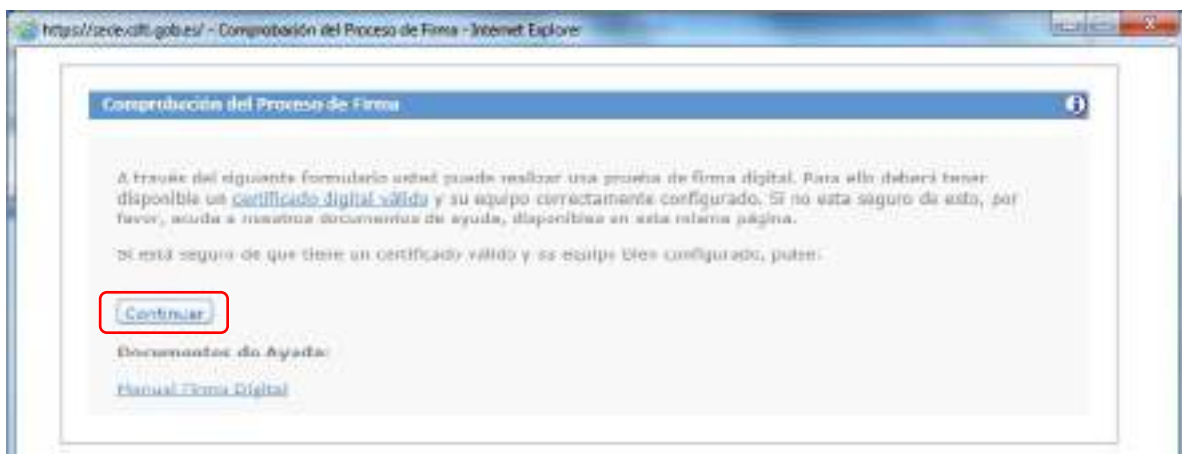 https://sede.cdti.gob.es/ - Comprobación del Proceso de Firma - Internet Explorer
Comprobación del Proceso de Firma
A través del siguiente formulario usted puede realizar una prueba de firma digital. Para ello deberá tener
disponible un certificado digital válido y su equipo correctamente configurado. Si no esta seguro de esto, por
favor, acuda a nuestros documentos de ayuda, disponibles en esta misma página.
Si está seguro de que tiene un certificado válido y su equipo bien configurado, pulse:
Continuar
Documentos de Ayuda:
Manual Firma Digital